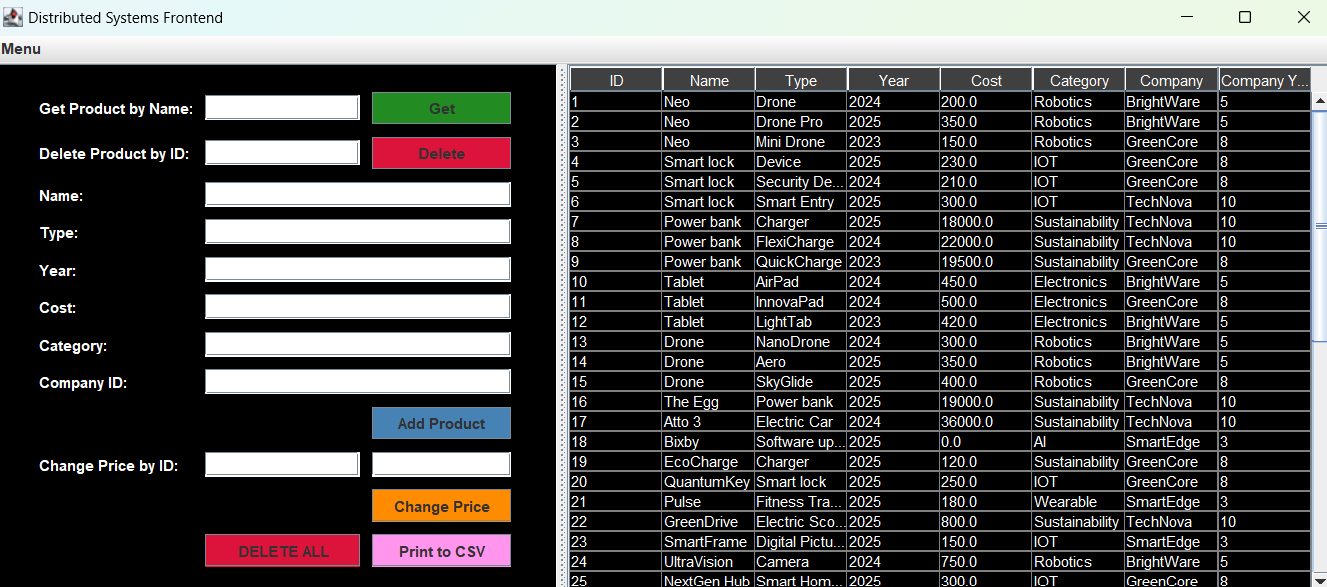 Distributed Systems Frontend
Menu
Get Product by Name: Get
Delete Product by ID: Delete
Name:
Type:
Year:
Cost:
Category:
Company ID:
Add Product
Change Price by ID:
Change Price
DELETE ALL Print to CSV
ID Name Type Year Cost Category Company Company Y...
1 Neo Drone 2024 200.0 Robotics BrightWare 5
2 Neo Drone Pro 2025 350.0 Robotics BrightWare 5
3 Neo Mini Drone 2023 150.0 Robotics GreenCore 8
4 Smart lock Device 2025 230.0 IOT GreenCore 8
5 Smart lock Security De... 2024 210.0 IOT GreenCore 8
6 Smart lock Smart Entry 2025 300.0 IOT TechNova 10
7 Power bank Charger 2025 18000.0 Sustainability TechNova 10
8 Power bank FlexiCharge 2024 22000.0 Sustainability TechNova 10
9 Power bank QuickCharge 2023 19500.0 Sustainability GreenCore 8
10 Tablet AirPad 2024 450.0 Electronics BrightWare 5
11 Tablet InnovaPad 2024 500.0 Electronics GreenCore 8
12 Tablet LightTab 2023 420.0 Electronics BrightWare 5
13 Drone NanoDrone 2024 300.0 Robotics BrightWare 5
14 Drone Aero 2025 350.0 Robotics BrightWare 5
15 Drone SkyGlide 2025 400.0 Robotics GreenCore 8
16 The Egg Power bank 2025 19000.0 Sustainability TechNova 10
17 Atto 3 Electric Car 2024 36000.0 Sustainability TechNova 10
18 Bixby Software up... 2025 0.0 AI SmartEdge 3
19 EcoCharge Charger 2025 120.0 Sustainability GreenCore 8
20 QuantumKey Smart lock 2025 250.0 IOT GreenCore 8
21 Pulse Fitness Tra... 2025 180.0 Wearable SmartEdge 3
22 GreenDrive Electric Sco... 2025 800.0 Sustainability TechNova 10
23 SmartFrame Digital Pictu... 2025 150.0 IOT SmartEdge 3
24 UltraVision Camera 2024 750.0 Robotics BrightWare 5
25 NextGen Hub Smart Hom... 2025 300.0 IOT GreenCore 8